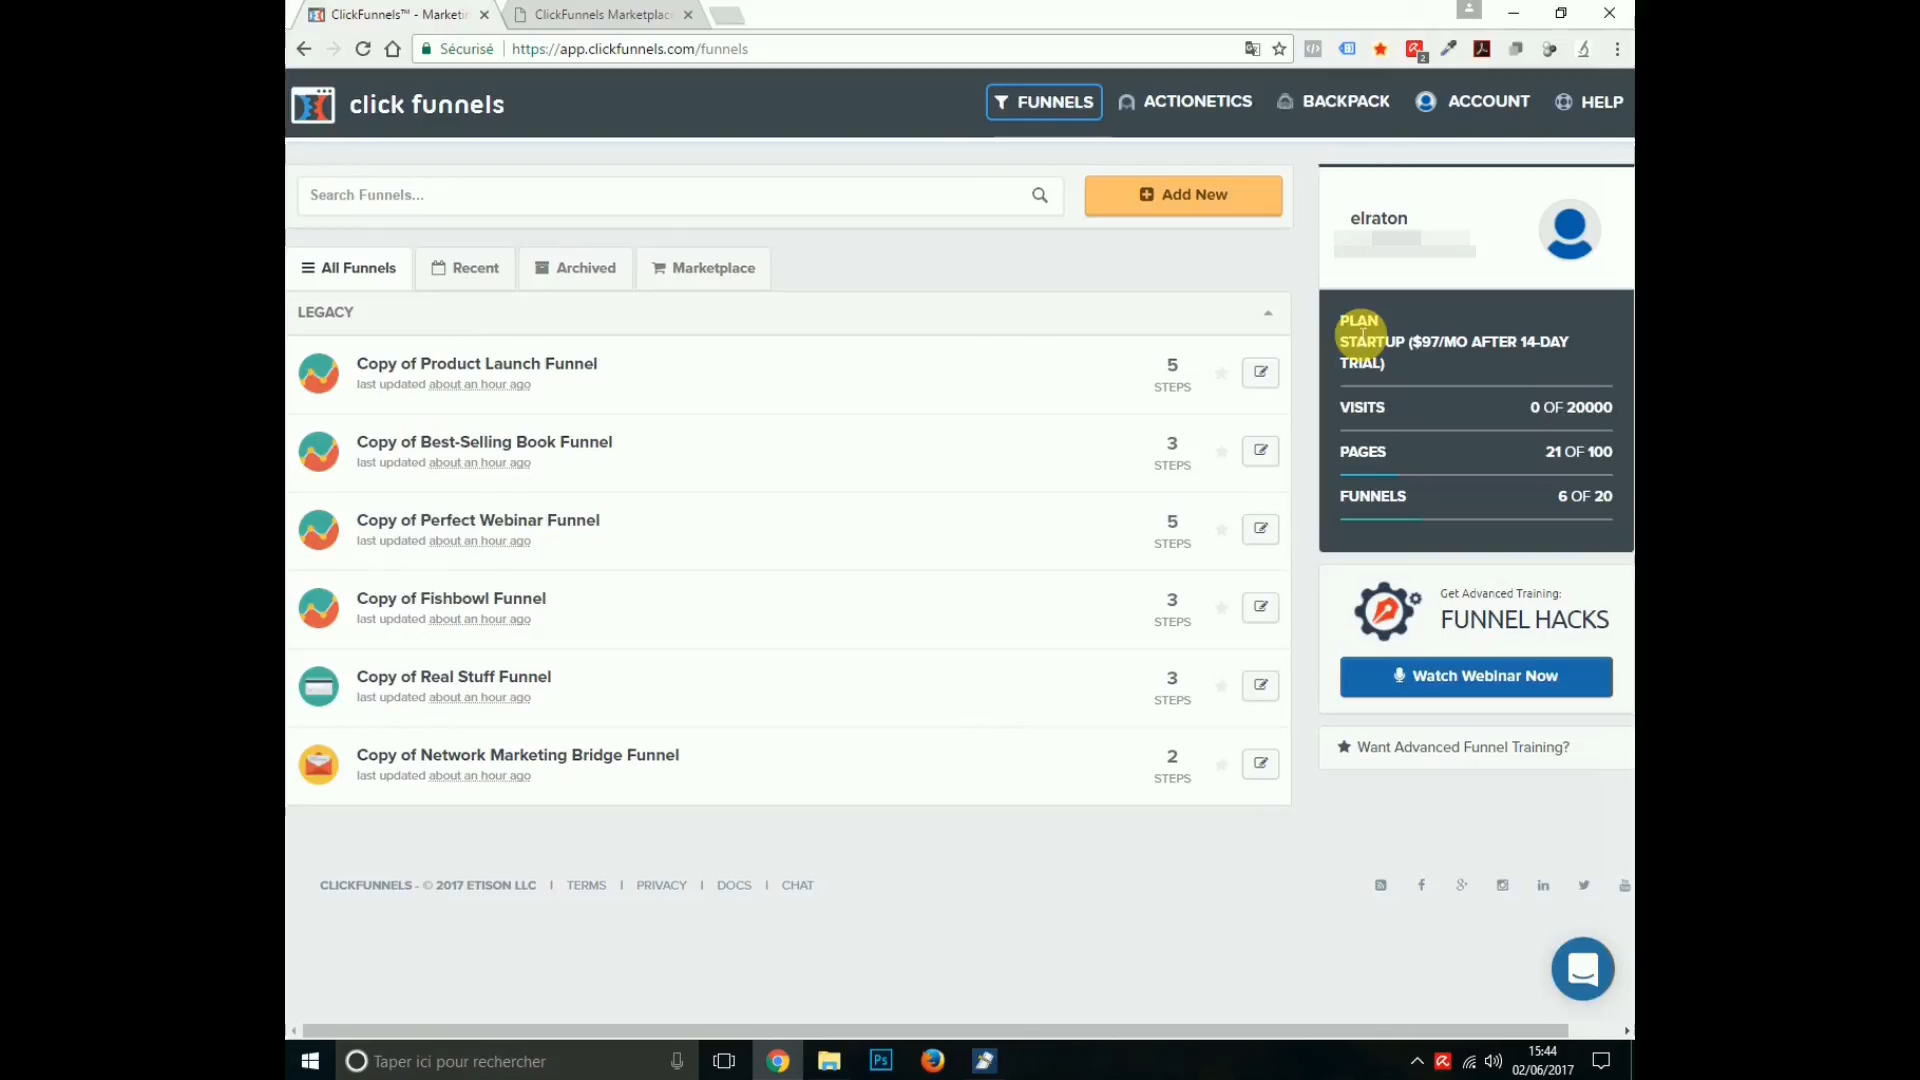 ClickFunnels™ - Marketin
ClickFunnels Marketplac
Sécurisé
https://app.clickfunnels.com/funnels
2
click funnels
FUNNELS
ACTIONETICS
BACKPACK
ACCOUNT
HELP
Search Funnels...
Add New
elraton
All Funnels
Recent
Archived
Marketplace
LEGACY
PLAN
STARTUP ($97/MO AFTER 14-DAY
TRIAL)
VISITS
0 OF 20000
PAGES
21 OF 100
FUNNELS
6 OF 20
Copy of Product Launch Funnel
last updated about an hour ago
5
STEPS
Copy of Best-Selling Book Funnel
last updated about an hour ago
3
STEPS
Copy of Perfect Webinar Funnel
last updated about an hour ago
5
STEPS
Copy of Fishbowl Funnel
last updated about an hour ago
3
STEPS
Copy of Real Stuff Funnel
last updated about an hour ago
3
STEPS
Copy of Network Marketing Bridge Funnel
last updated about an hour ago
2
STEPS
Get Advanced Training:
FUNNEL HACKS
Watch Webinar Now
Want Advanced Funnel Training?
CLICKFUNNELS - © 2017 ETISON LLC | TERMS | PRIVACY | DOCS | CHAT
Taper ici pour rechercher
Ps
15:44
02/06/2017